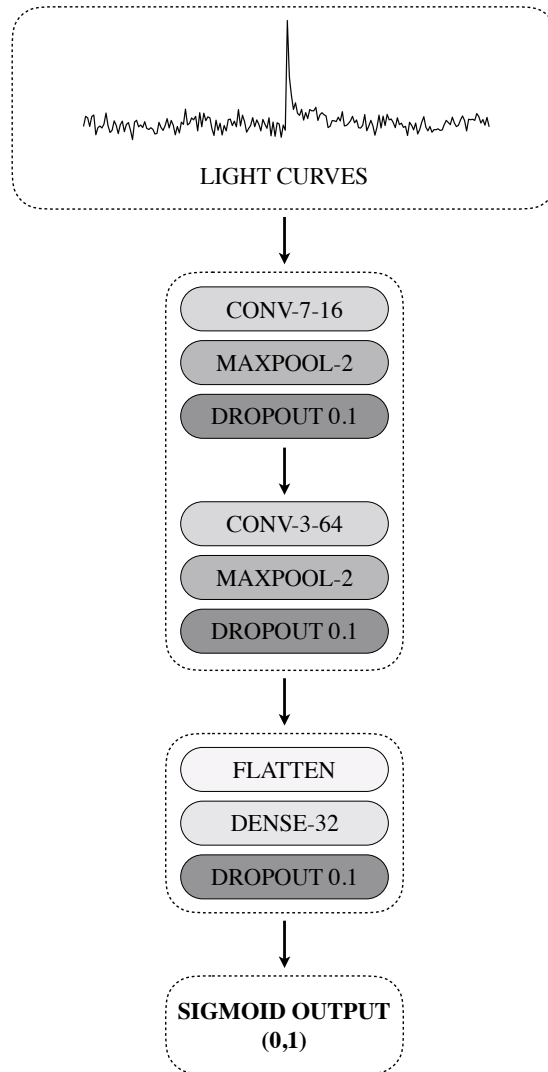 LIGHT CURVES
CONV-7-16
MAXPOOL-2
DROPOUT 0.1
CONV-3-64
MAXPOOL-2
DROPOUT 0.1
FLATTEN
DENSE-32
DROPOUT 0.1
SIGMOID OUTPUT
(0,1)